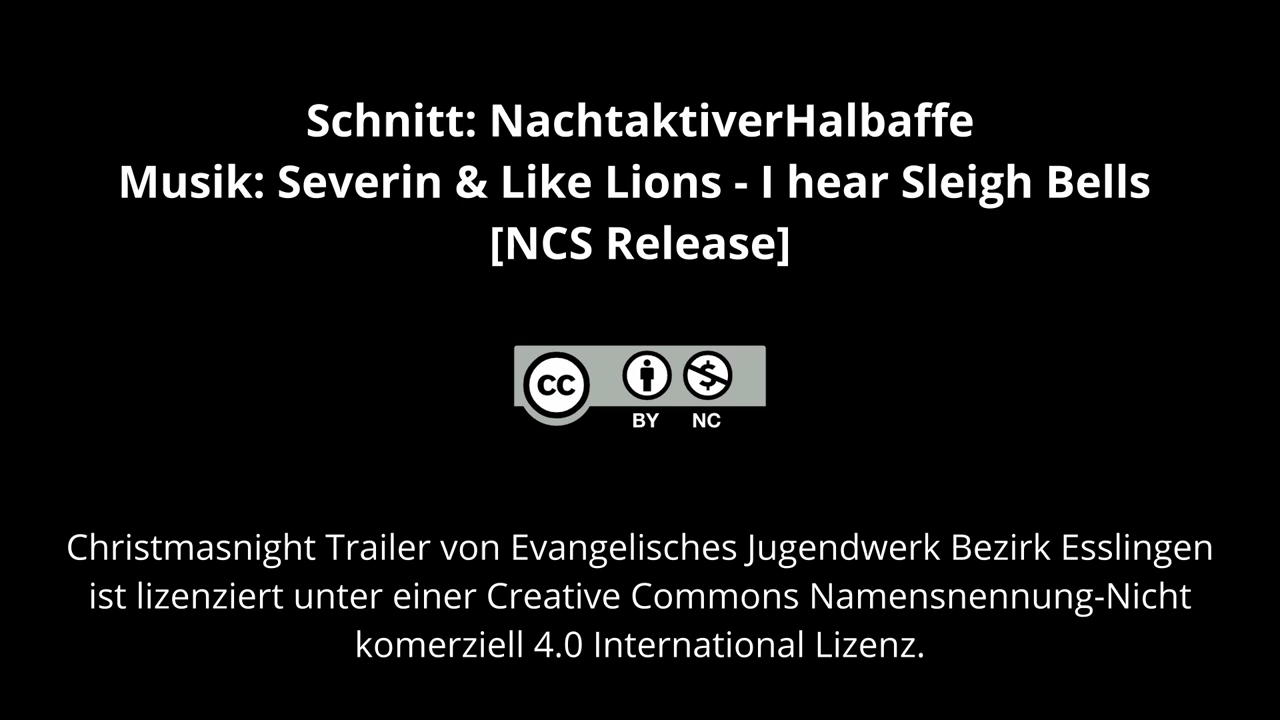 Schnitt: NachtaktiverHalbaffe
Musik: Severin & Like Lions - I hear Sleigh Bells
[NCS Release]
CC
BY NC
Christmasnight Trailer von Evangelisches Jugendwerk Bezirk Esslingen
ist lizenziert unter einer Creative Commons Namensnennung-Nicht
komerziell 4.0 International Lizenz.